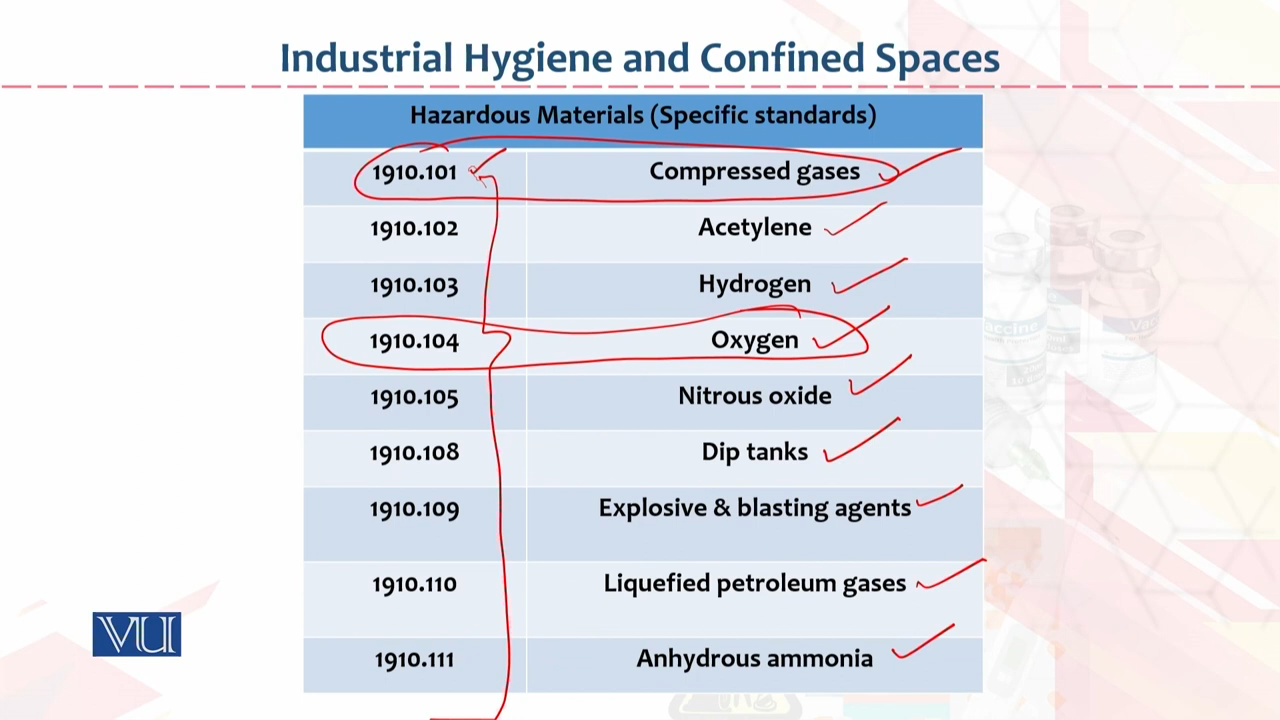 Industrial Hygiene and Confined Spaces
Hazardous Materials (Specific standards)
1910.101 Compressed gases
1910.102 Acetylene
1910.103 Hydrogen
1910.104 Oxygen
1910.105 Nitrous oxide
1910.108 Dip tanks
1910.109 Explosive & blasting agents
1910.110 Liquefied petroleum gases
1910.111 Anhydrous ammonia
VU